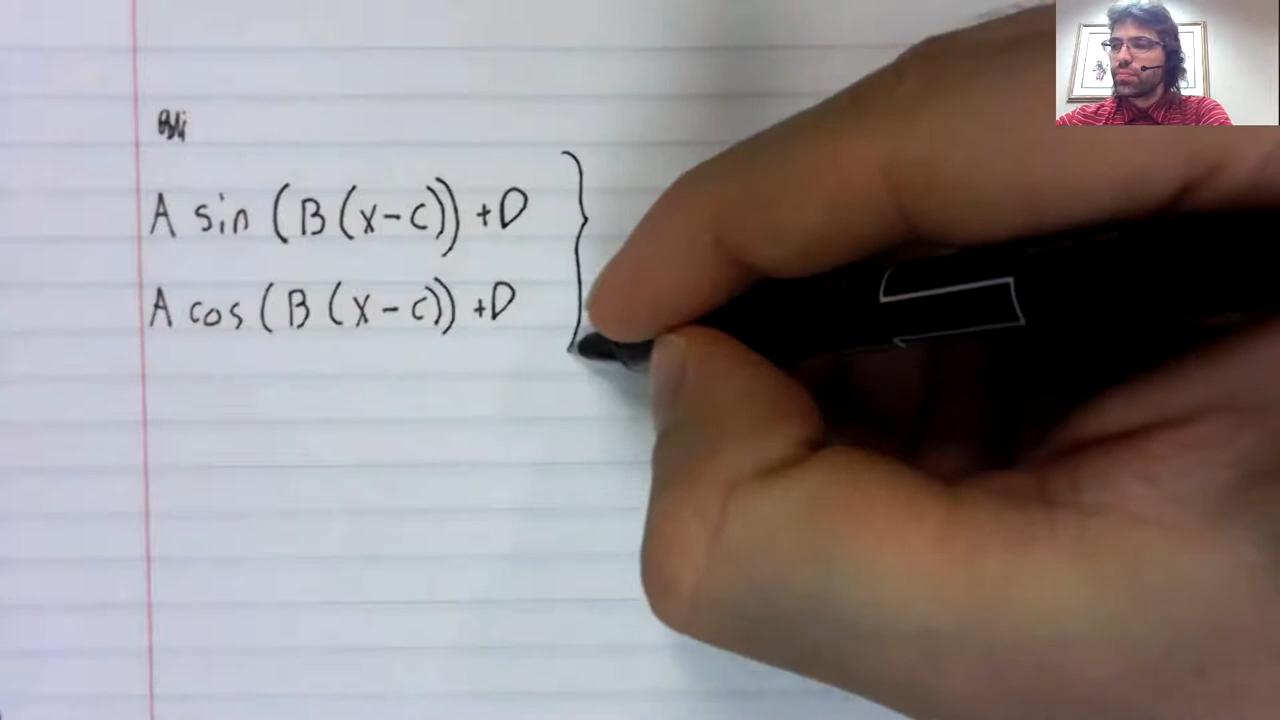 A sin (B(x-c)) +D
A cos (B(x-c)) +D